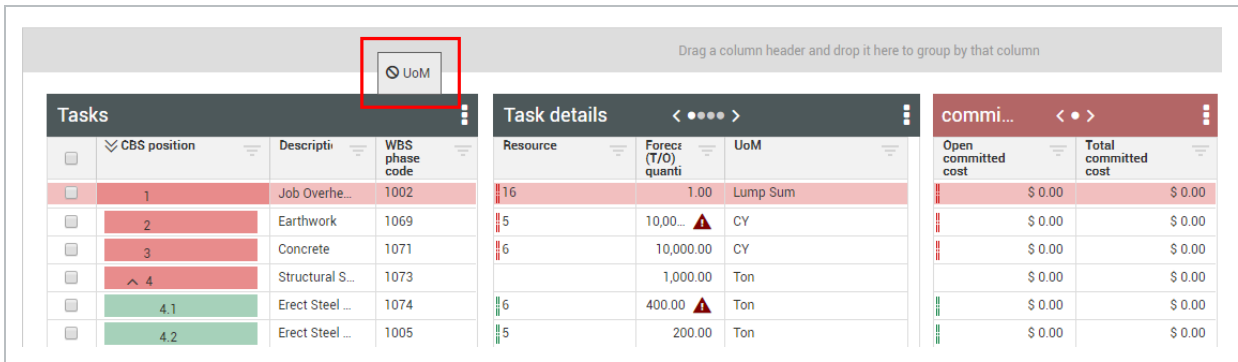 Drag a column header and drop it here to group by that column
UoM
Tasks Task details commi...
CBS position Descripti WBS phase code Resource Foreca (T/O) quanti UoM Open committed cost Total committed cost
1 Job Overhe... 1002 16 1.00 Lump Sum $ 0.00 $ 0.00
2 Earthwork 1069 5 10,00... CY $ 0.00 $ 0.00
3 Concrete 1071 6 10,000.00 CY $ 0.00 $ 0.00
4 Structural S... 1073 1,000.00 Ton $ 0.00 $ 0.00
4.1 Erect Steel ... 1074 6 400.00 Ton $ 0.00 $ 0.00
4.2 Erect Steel ... 1005 5 200.00 Ton $ 0.00 $ 0.00